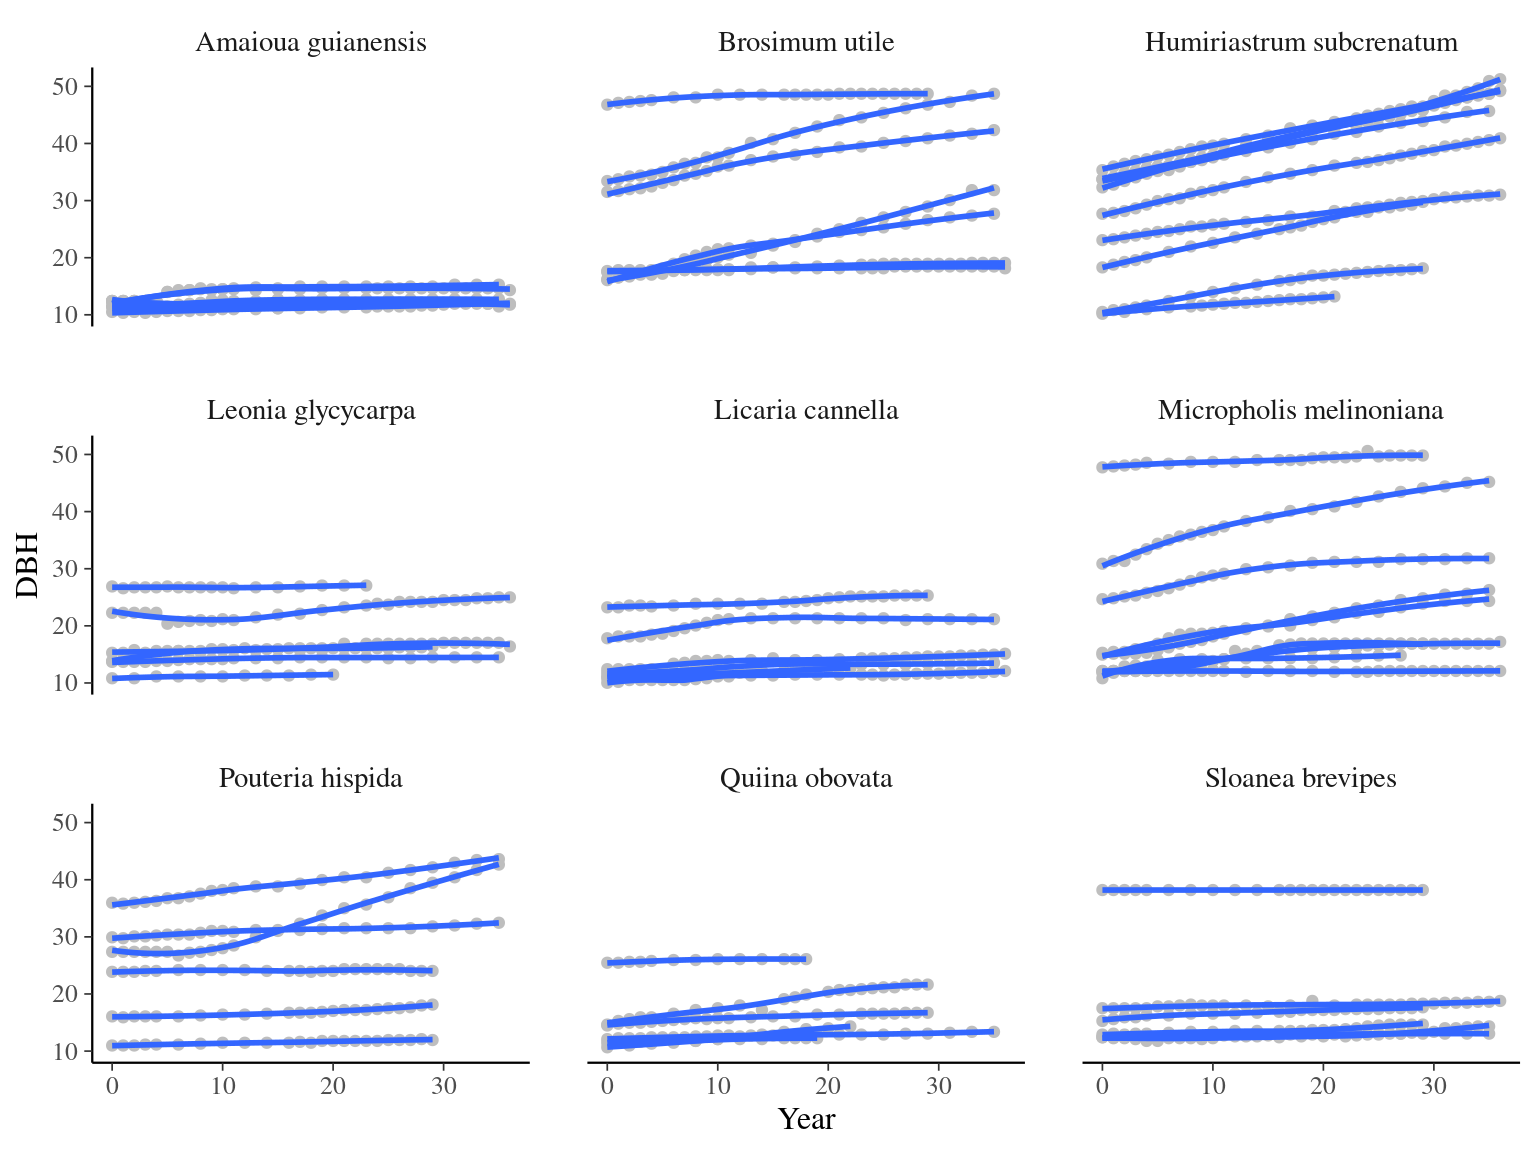 Amaioua guianensis
Brosimum utile
Humiriastrum subcrenatum
50
40
30
20
10
Leonia glycycarpa
Licaria cannella
Micropholis melinoniana
50
40
30
20
10
DBH
Pouteria hispida
Quiina obovata
Sloanea brevipes
50
40
30
20
10
0 10 20 30
0 10 20 30
0 10 20 30
Year